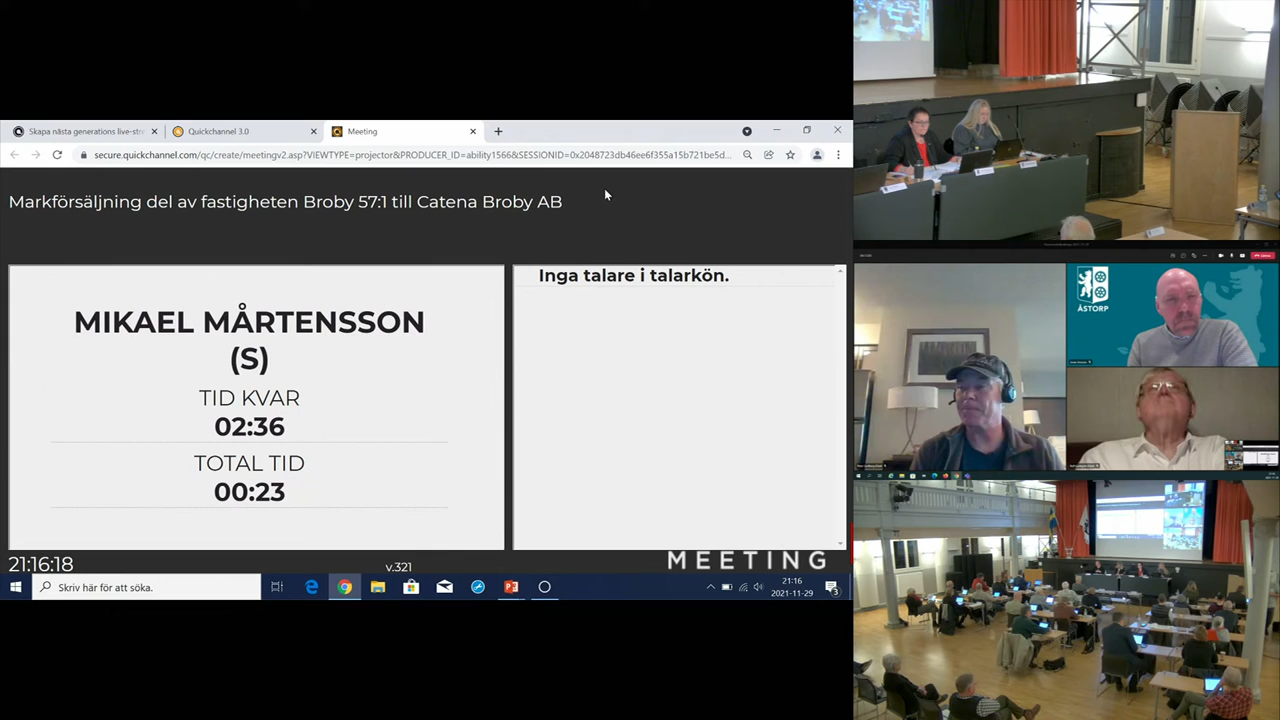 Skapa nästa generations live-stre
Quickchannel 3.0
Meeting
secure.quickchannel.com/qc/create/meetingv2.asp?VIEWTYPE=projector&PRODUCER_ID=ability1566&SESSIONID=0x2048723db46ee6f355a15b721be5d...
Markförsäljning del av fastigheten Broby 57:1 till Catena Broby AB
MIKAEL MÅRTENSSON
(S)
TID KVAR
02:36
TOTAL TID
00:23
Inga talare i talarkön.
21:16:18
v.321
MEETING
Skriv här för att söka.
21:16
2021-11-29
3
ÅSTORP